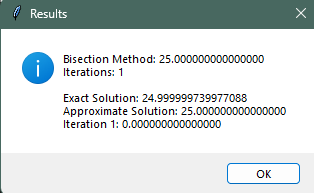 Results
Bisection Method: 25.000000000000000
Iterations: 1
Exact Solution: 24.999999739977088
Approximate Solution: 25.000000000000000
Iteration 1: 0.000000000000000
OK